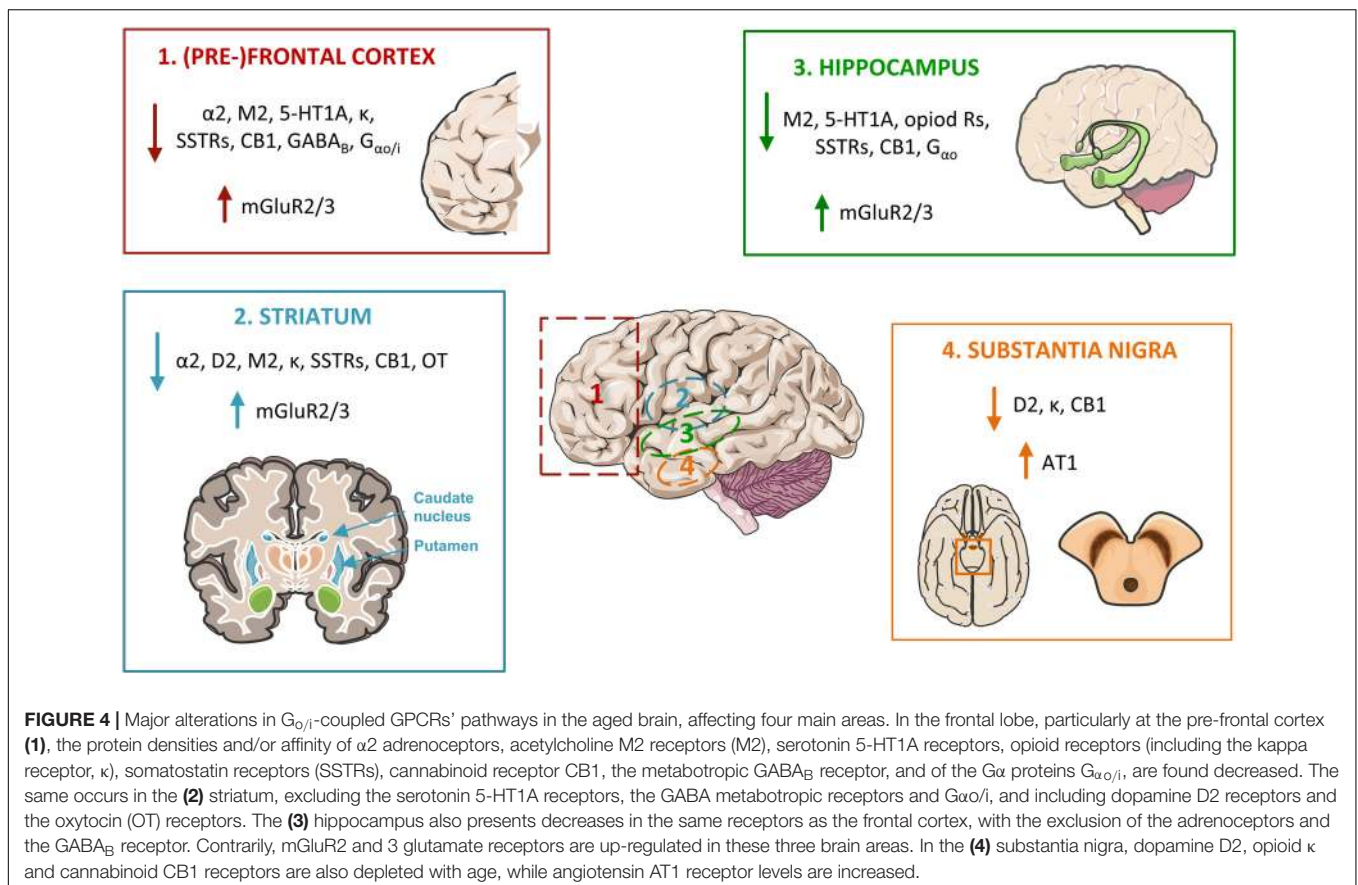 1. (PRE-)FRONTAL CORTEX
α2, M2, 5-HT1A, κ,
SSTRs, CB1, GABA_B, G_αo/i
mGluR2/3
3. HIPPOCAMPUS
M2, 5-HT1A, opiod Rs,
SSTRs, CB1, G_αo
mGluR2/3
2. STRIATUM
α2, D2, M2, κ, SSTRs, CB1, OT
mGluR2/3
Caudate
nucleus
Putamen
1
2
3
4
4. SUBSTANTIA NIGRA
D2, κ, CB1
AT1
FIGURE 4 | Major alterations in G_o/i-coupled GPCRs' pathways in the aged brain, affecting four main areas. In the frontal lobe, particularly at the pre-frontal cortex
(1), the protein densities and/or affinity of α2 adrenoceptors, acetylcholine M2 receptors (M2), serotonin 5-HT1A receptors, opioid receptors (including the kappa
receptor, κ), somatostatin receptors (SSTRs), cannabinoid receptor CB1, the metabotropic GABA_B receptor, and of the Gα proteins G_αo/i, are found decreased. The
same occurs in the (2) striatum, excluding the serotonin 5-HT1A receptors, the GABA metabotropic receptors and Gαo/i, and including dopamine D2 receptors and
the oxytocin (OT) receptors. The (3) hippocampus also presents decreases in the same receptors as the frontal cortex, with the exclusion of the adrenoceptors and
the GABA_B receptor. Contrarily, mGluR2 and 3 glutamate receptors are up-regulated in these three brain areas. In the (4) substantia nigra, dopamine D2, opioid κ
and cannabinoid CB1 receptors are also depleted with age, while angiotensin AT1 receptor levels are increased.